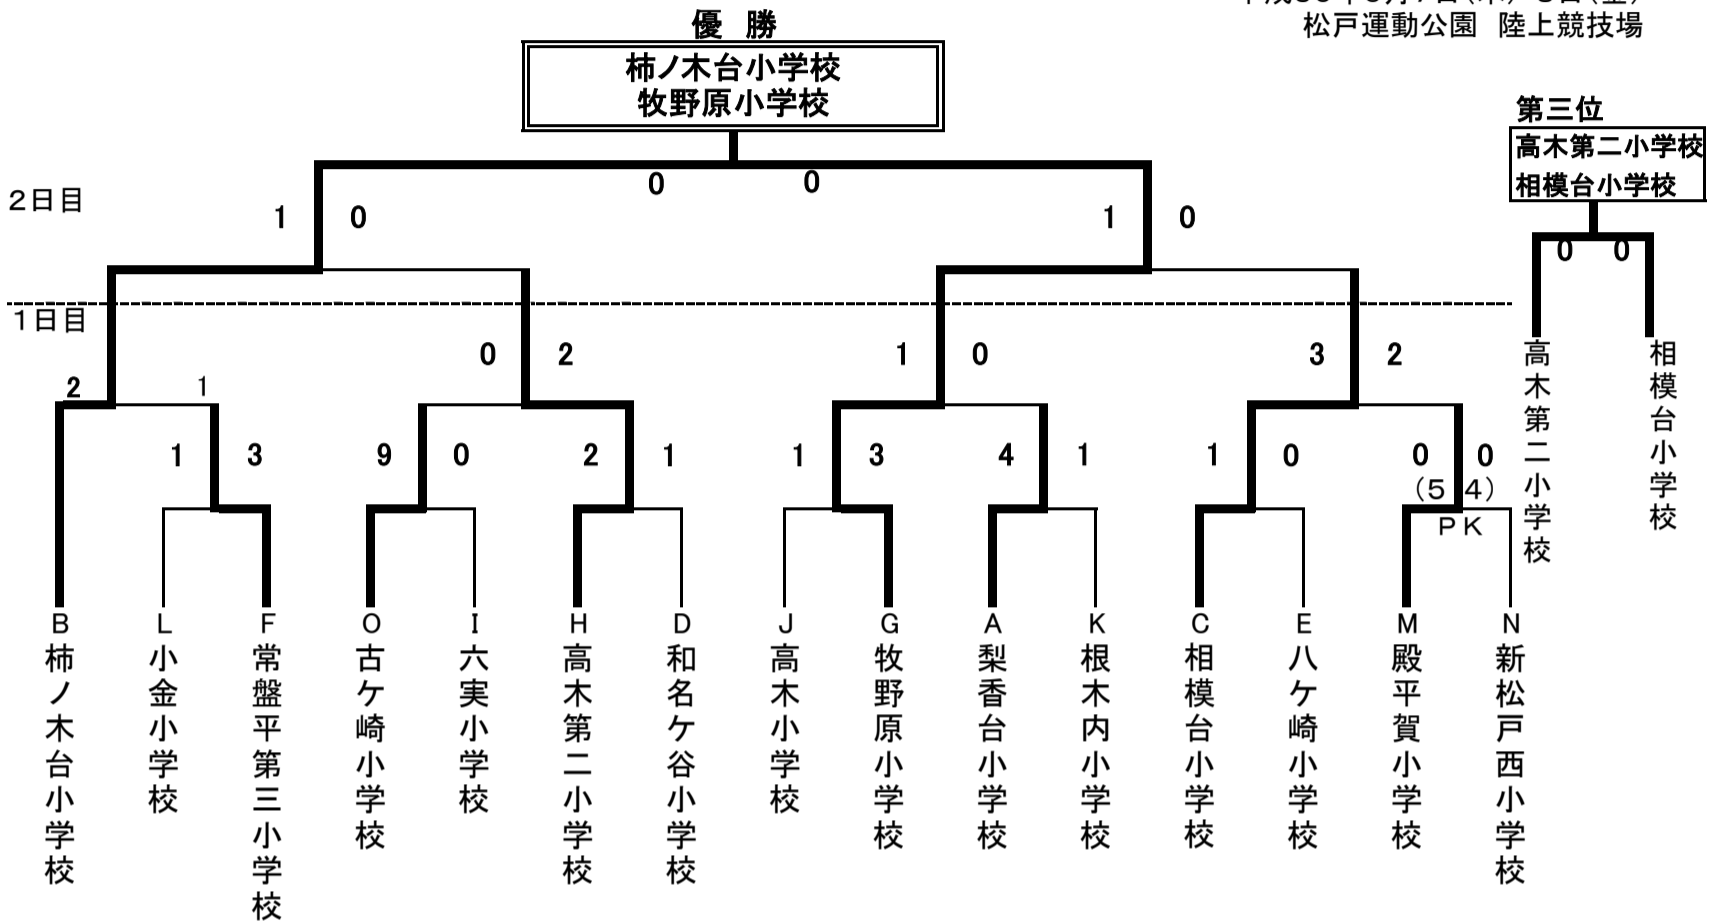 松戸運動公園 陸上競技場
優 勝
柿ノ木台小学校
牧野原小学校
第三位
高木第二小学校
相模台小学校
0 0
2日目
1 0
1 0
0 0
1日目
0 2
1 0
3 2
2 1
1 3
9 0
2 1
1 3
4 1
1 0
0 0
(5 4)
PK
高木第二小学校
相模台小学校
B 柿ノ木台小学校
L 小金小学校
F 常盤平第三小学校
O 古ケ崎小学校
I 六実小学校
H 高木第二小学校
D 和名ケ谷小学校
J 高木小学校
G 牧野原小学校
A 梨香台小学校
K 根木内小学校
C 相模台小学校
E 八ケ崎小学校
M 殿平賀小学校
N 新松戸西小学校